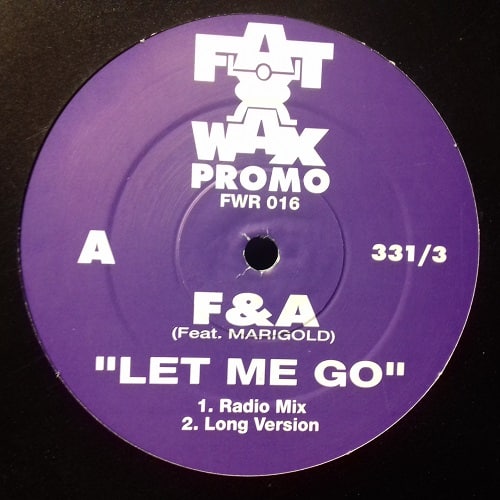 FAT
WAX
PROMO
FWR 016
A
331/3
F&A
(Feat. MARIGOLD)
"LET ME GO"
1. Radio Mix
2. Long Version